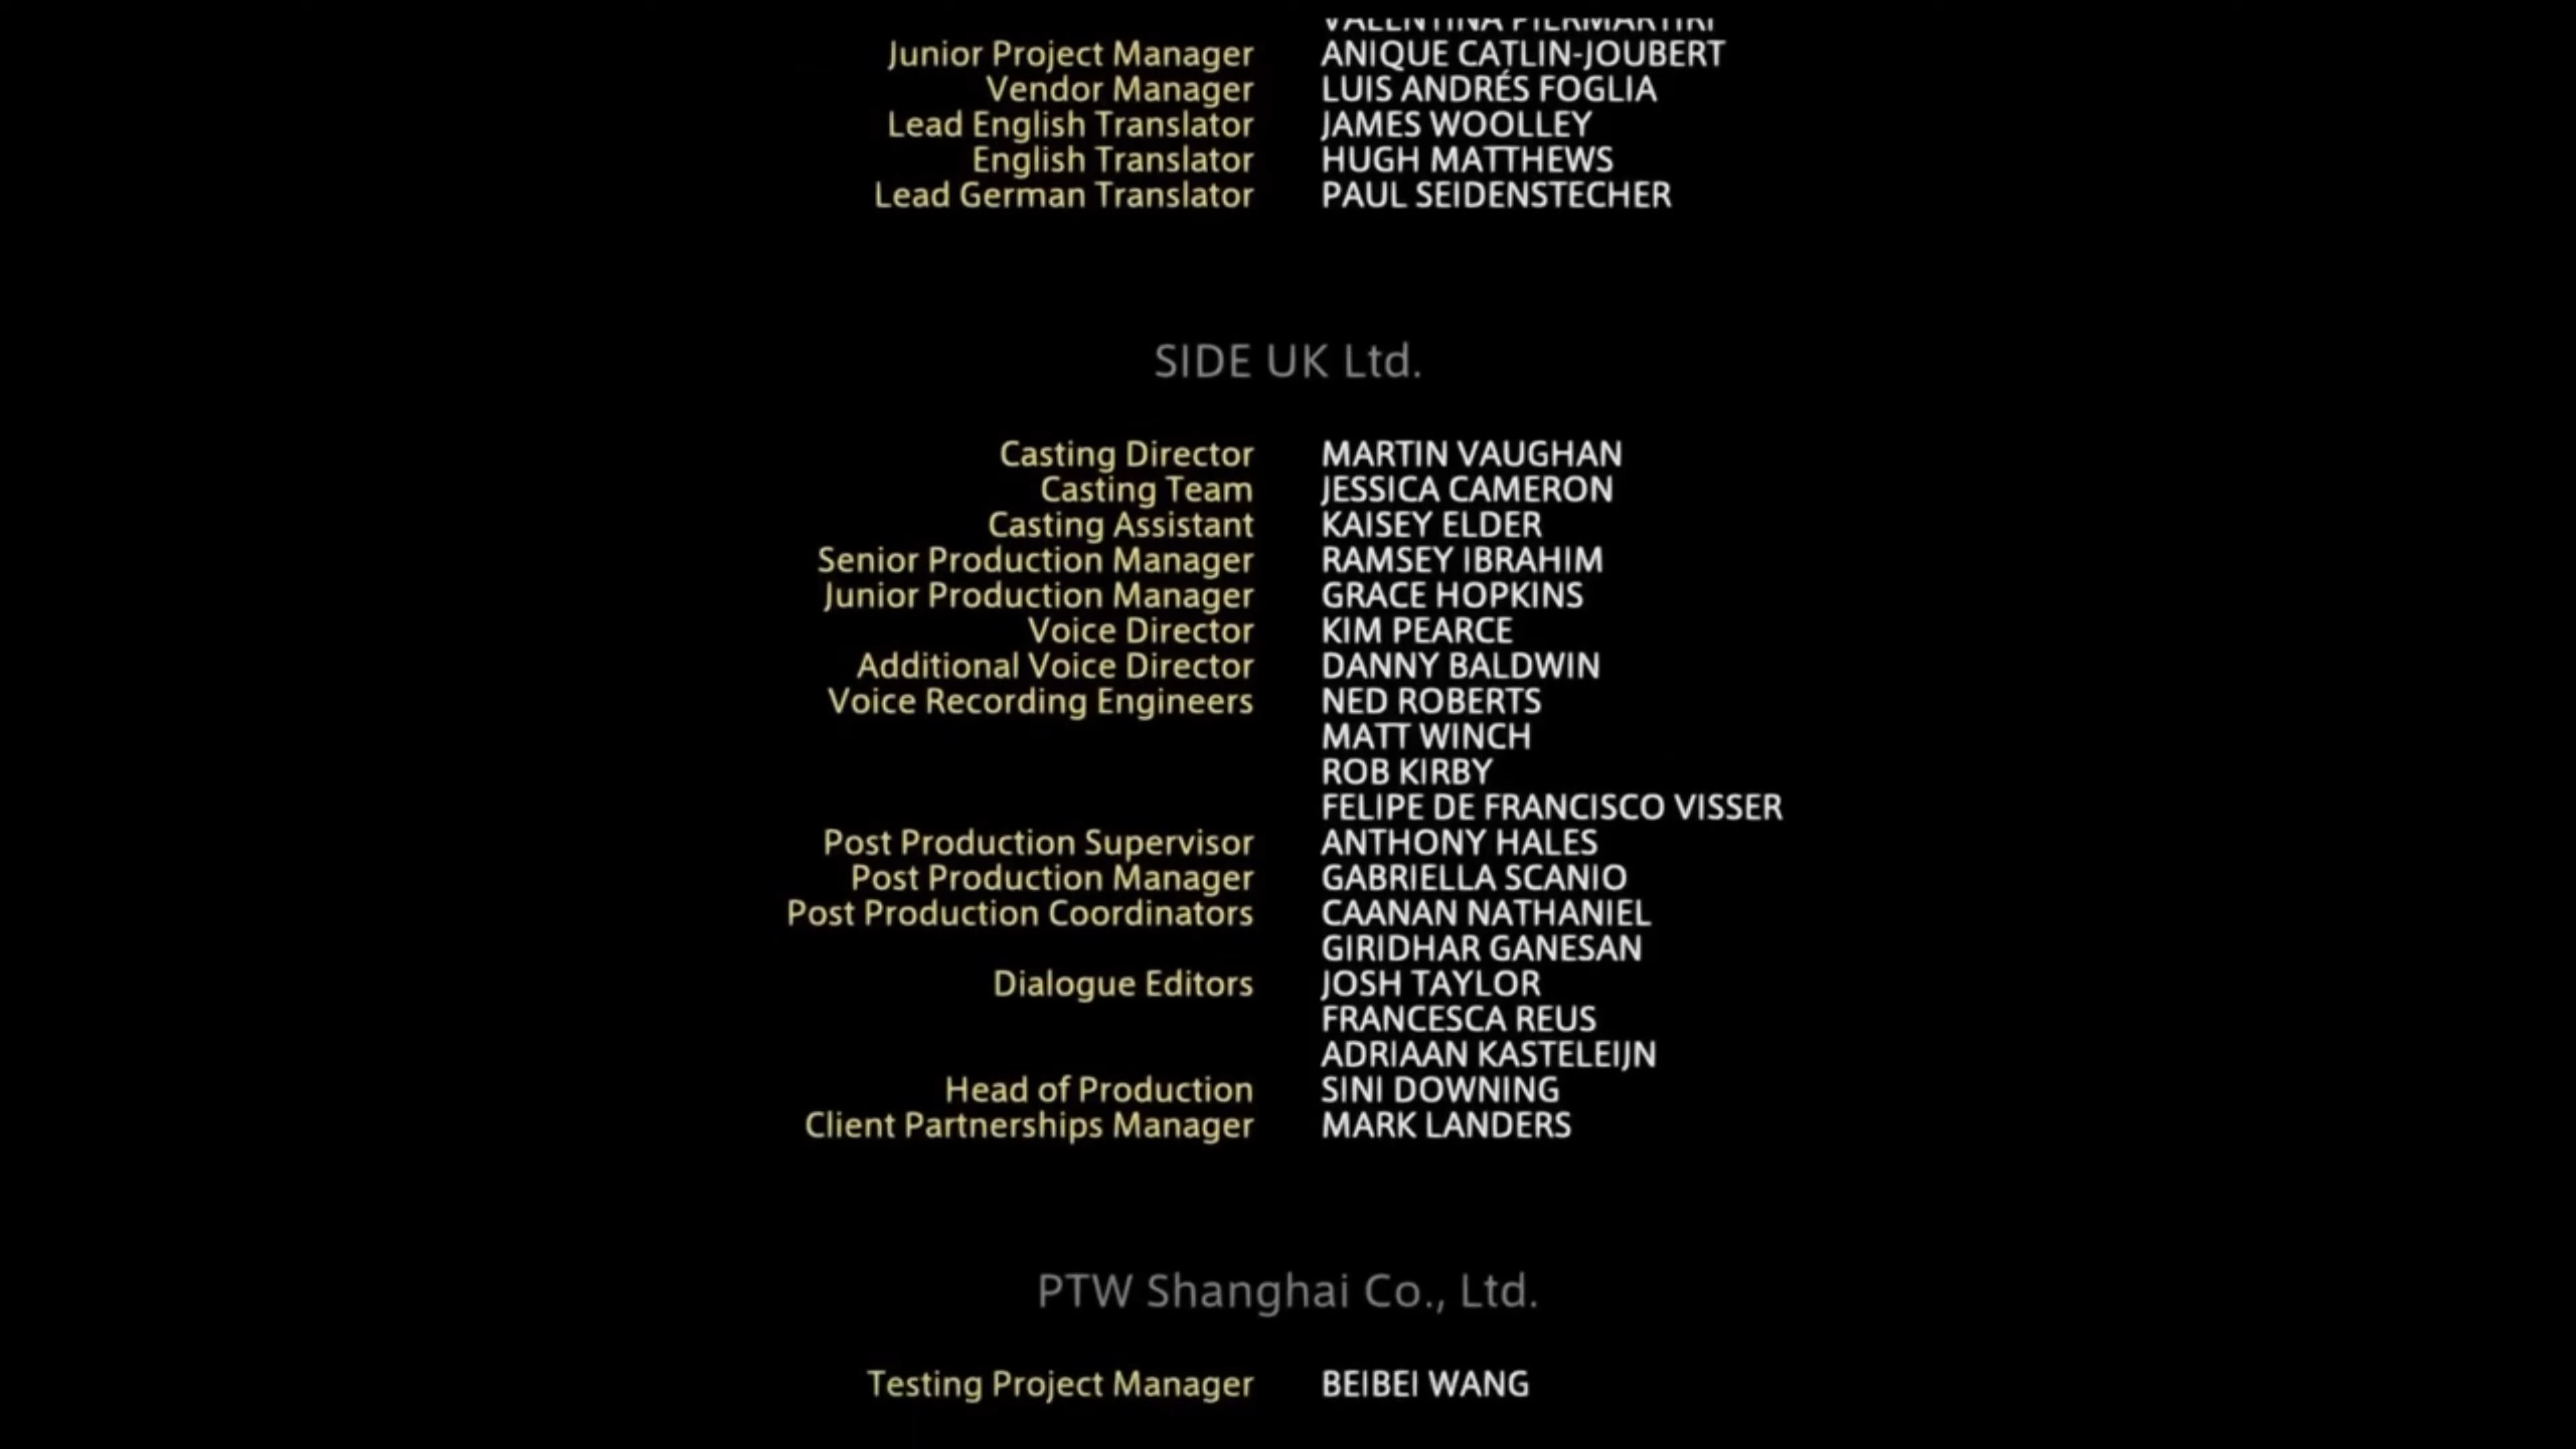 VALENTINA PIERMARTIRI
Junior Project Manager ANIQUE CATLIN-JOUBERT
Vendor Manager LUIS ANDRÉS FOGLIA
Lead English Translator JAMES WOOLLEY
English Translator HUGH MATTHEWS
Lead German Translator PAUL SEIDENSTECHER
SIDE UK Ltd.
Casting Director MARTIN VAUGHAN
Casting Team JESSICA CAMERON
Casting Assistant KAISEY ELDER
Senior Production Manager RAMSEY IBRAHIM
Junior Production Manager GRACE HOPKINS
Voice Director KIM PEARCE
Additional Voice Director DANNY BALDWIN
Voice Recording Engineers NED ROBERTS
MATT WINCH
ROB KIRBY
FELIPE DE FRANCISCO VISSER
Post Production Supervisor ANTHONY HALES
Post Production Manager GABRIELLA SCANIO
Post Production Coordinators CAANAN NATHANIEL
GIRIDHAR GANESAN
Dialogue Editors JOSH TAYLOR
FRANCESCA REUS
ADRIAAN KASTELEIJN
Head of Production SINI DOWNING
Client Partnerships Manager MARK LANDERS
PTW Shanghai Co., Ltd.
Testing Project Manager BEIBEI WANG